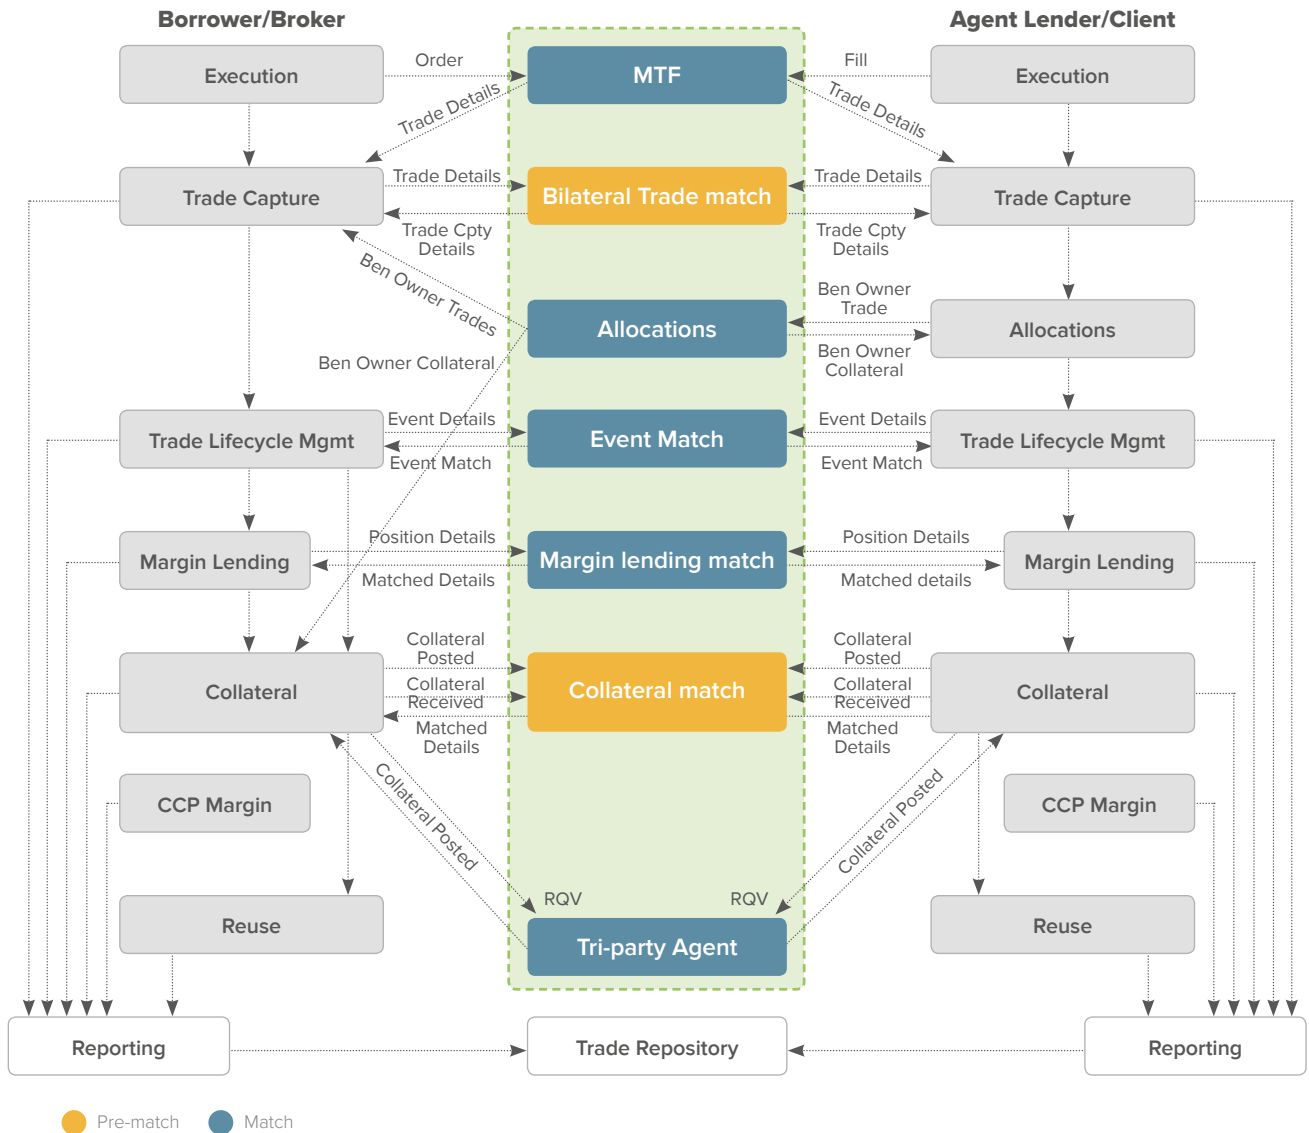 Borrower/Broker
Agent Lender/Client
Execution
Order
MTF
Fill
Execution
Trade Details
Trade Details
Trade Capture
Trade Details
Bilateral Trade match
Trade Details
Trade Capture
Trade Cpty
Details
Trade Cpty
Details
Ben Owner Trades
Allocations
Ben Owner
Trade
Allocations
Ben Owner Collateral
Ben Owner
Collateral
Trade Lifecycle Mgmt
Event Details
Event Match
Event Match
Event Details
Event Match
Trade Lifecycle Mgmt
Margin Lending
Position Details
Matched Details
Margin lending match
Position Details
Matched details
Margin Lending
Collateral
Collateral
Posted
Collateral
Received
Matched
Details
Collateral match
Collateral
Posted
Collateral
Received
Matched
Details
Collateral
CCP Margin
Collateral Posted
Collateral Posted
CCP Margin
Reuse
RQV
RQV
Tri-party Agent
Reuse
Reporting
Trade Repository
Reporting
Pre-match
Match